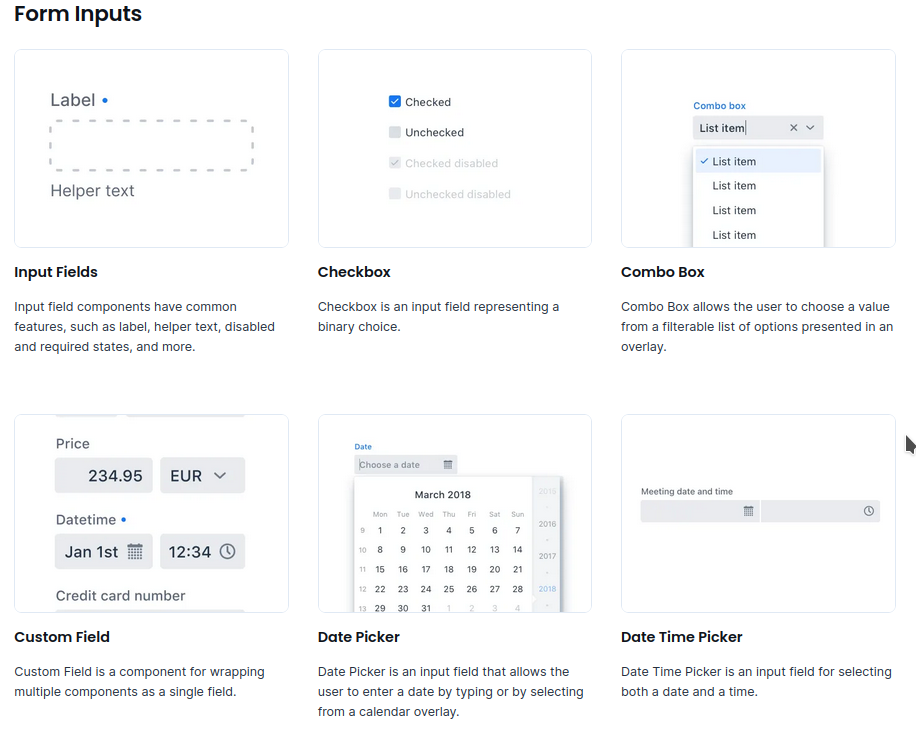 Form Inputs
Label •
Helper text
Input Fields
Input field components have common
features, such as label, helper text, disabled
and required states, and more.
Checked
Unchecked
Checked disabled
Unchecked disabled
Checkbox
Checkbox is an input field representing a
binary choice.
Combo box
List item
List item
List item
List item
List item
Combo Box
Combo Box allows the user to choose a value
from a filterable list of options presented in an
overlay.
Price
234.95 EUR
Datetime •
Jan 1st 12:34
Credit card number
Custom Field
Custom Field is a component for wrapping
multiple components as a single field.
Date
Choose a date
March 2018
Mon Tue Wed Thu Fri Sat Sun
9 1 2 3 4 5 6 7
10 8 9 10 11 12 13 14
11 15 16 17 18 19 20 21
12 22 23 24 25 26 27 28
13 29 30 31 1 2 3 4
2018
2016
2017
2018
Date Picker
Date Picker is an input field that allows the
user to enter a date by typing or by selecting
from a calendar overlay.
Meeting date and time
Date Time Picker
Date Time Picker is an input field for selecting
both a date and a time.